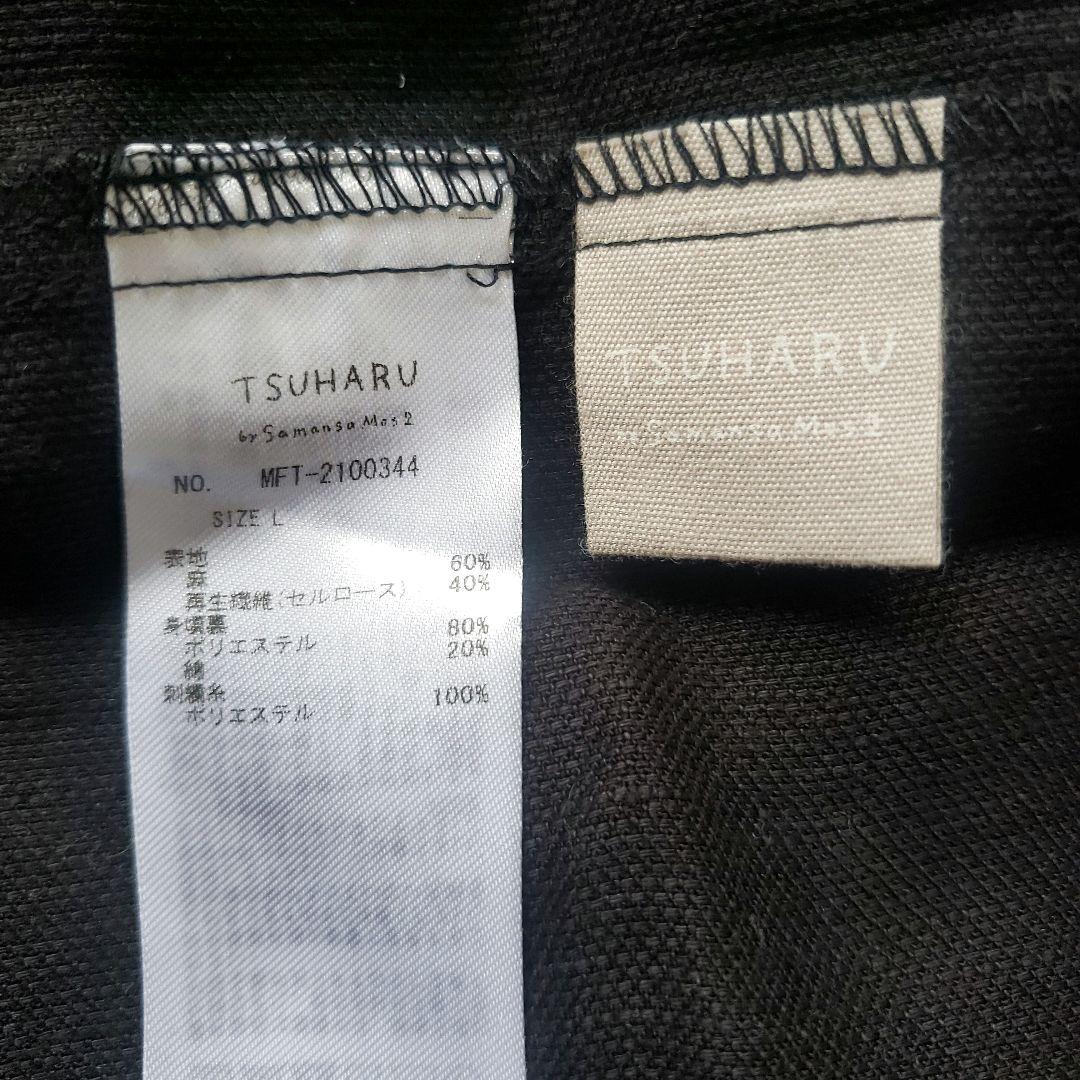 TSUHARU
by Samansa Mos2
NO. MFT-2100344
SIZE L
表地
麻 60%
再生繊維(セルロース) 40%
身頃裏
ポリエステル 80%
綿 20%
刺繍糸
ポリエステル 100%
TSUHARU
by Samansa Mos2